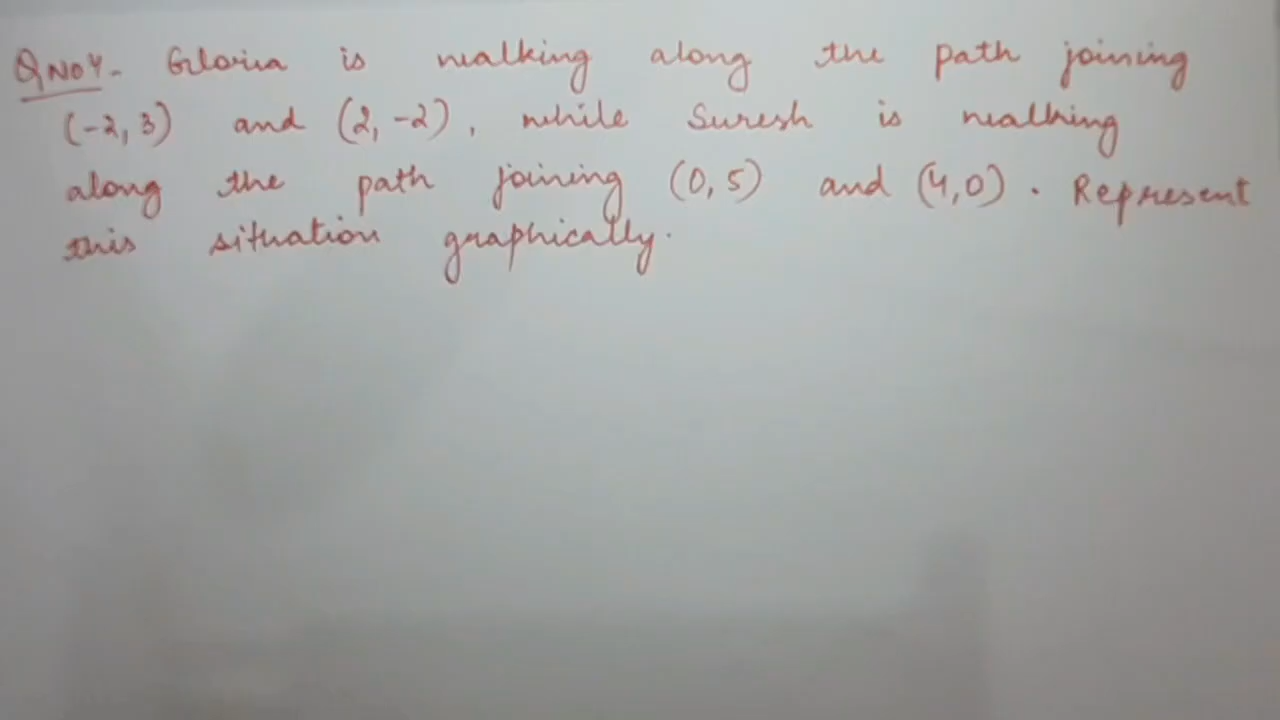 QNo4- Gloria is walking along the path joining
(-2, 3) and (2, -2), while Suresh is walking
along the path joining (0, 5) and (4, 0). Represent
this situation graphically.